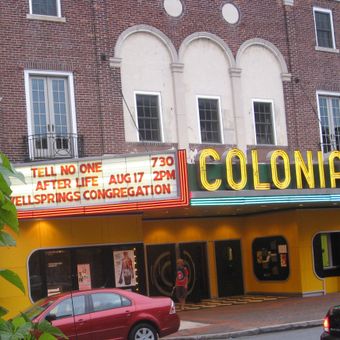 TELL NO ONE 730
AFTER LIFE AUG 17 2PM
WELLSPRINGS CONGREGATION
COLONIA